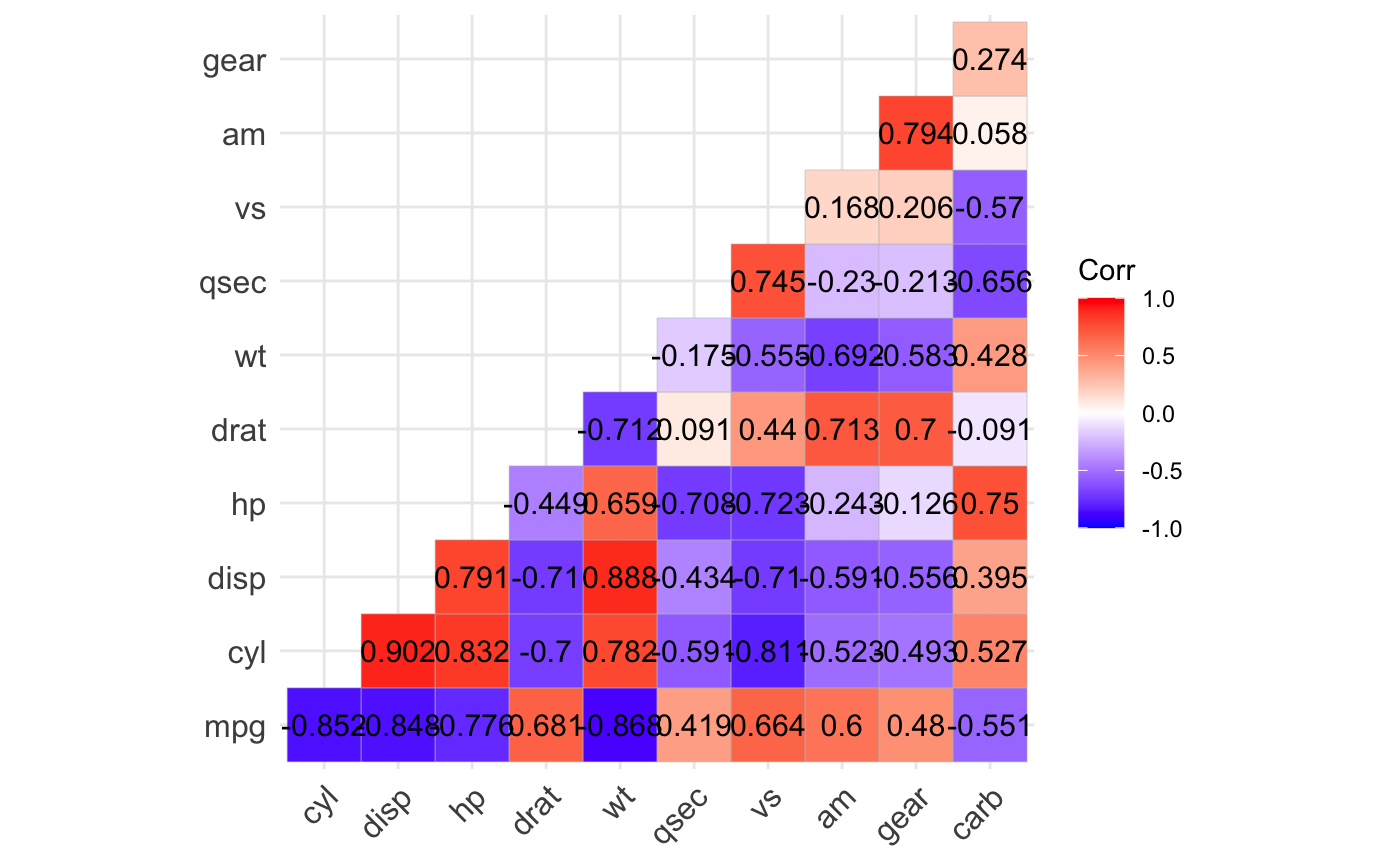 gear 0.274
am 0.794 0.058
vs 0.168 0.206 -0.57
qsec 0.745 -0.23 -0.213 -0.656
wt -0.175 -0.555 -0.692 -0.583 0.428
drat -0.712 0.091 0.44 0.713 0.7 -0.091
hp -0.449 0.659 -0.708 -0.723 -0.243 -0.126 0.75
disp 0.791 -0.71 0.888 -0.434 -0.71 -0.591 -0.556 0.395
cyl 0.902 0.832 -0.7 0.782 -0.591 -0.811 -0.523 -0.493 0.527
mpg -0.852 -0.848 -0.776 0.681 -0.868 0.419 0.664 0.6 0.48 -0.551
cyl disp hp drat wt qsec vs am gear carb
Corr
1.0
0.5
0.0
-0.5
-1.0